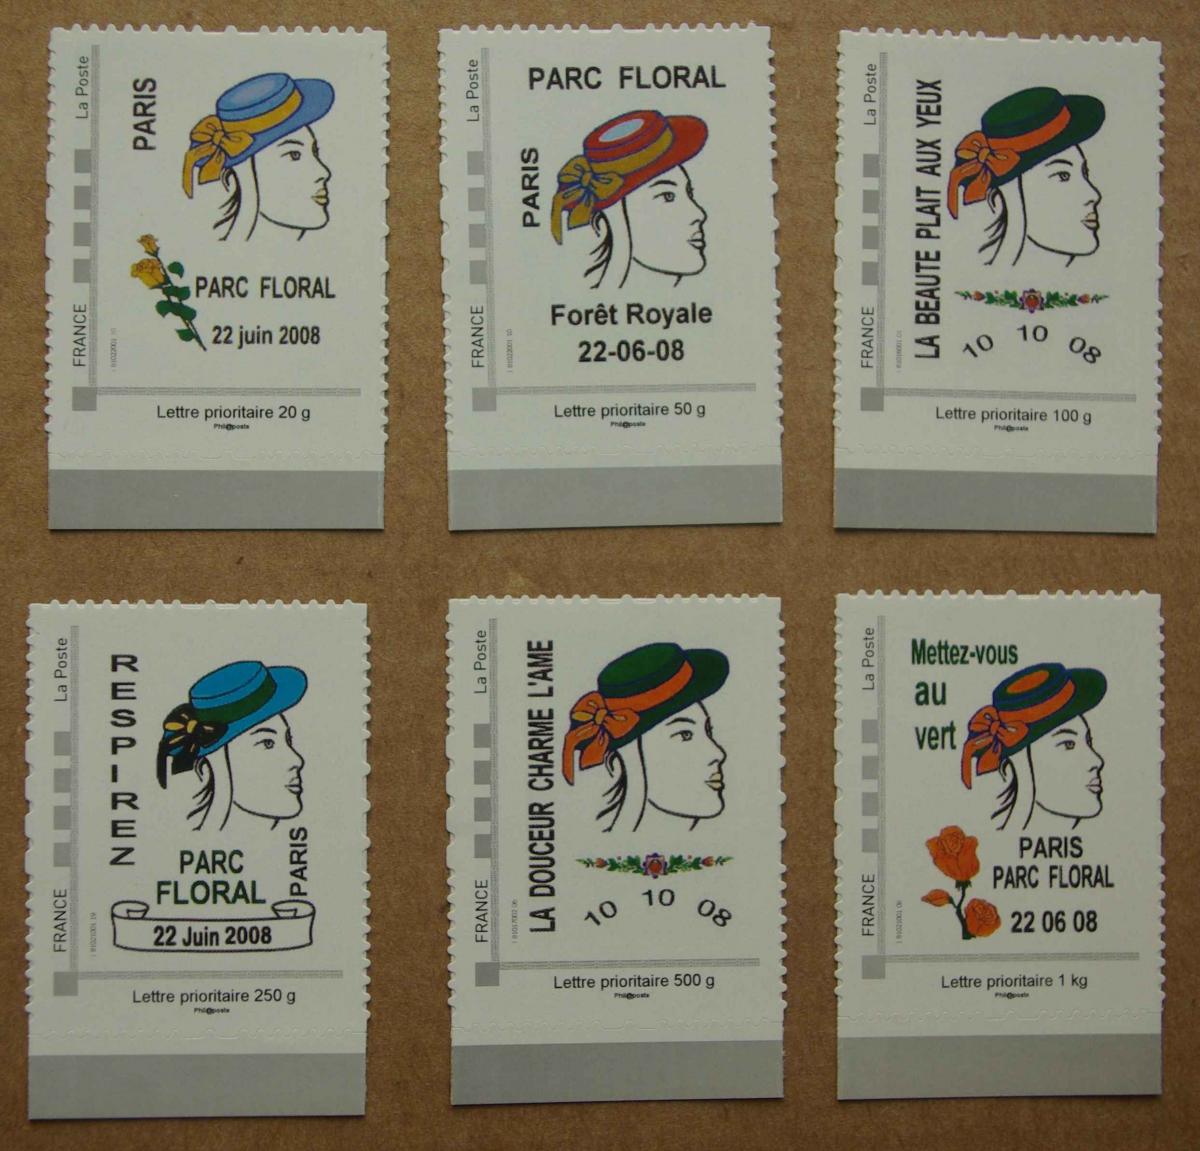 La Poste
PARIS
PARC FLORAL
22 juin 2008
FRANCE
Lettre prioritaire 20 g
Phil@poste
La Poste
PARC FLORAL
PARIS
Forêt Royale
22-06-08
FRANCE
Lettre prioritaire 50 g
Phil@poste
La Poste
LA BEAUTE PLAIT AUX YEUX
10 10 08
FRANCE
Lettre prioritaire 100 g
Phil@poste
La Poste
RESPIREZ
PARC
FLORAL
PARIS
22 Juin 2008
FRANCE
Lettre prioritaire 250 g
Phil@poste
La Poste
LA DOUCEUR CHARME L'AME
10 10 08
FRANCE
Lettre prioritaire 500 g
Phil@poste
La Poste
Mettez-vous
au
vert
PARIS
PARC FLORAL
22 06 08
FRANCE
Lettre prioritaire 1 kg
Phil@poste